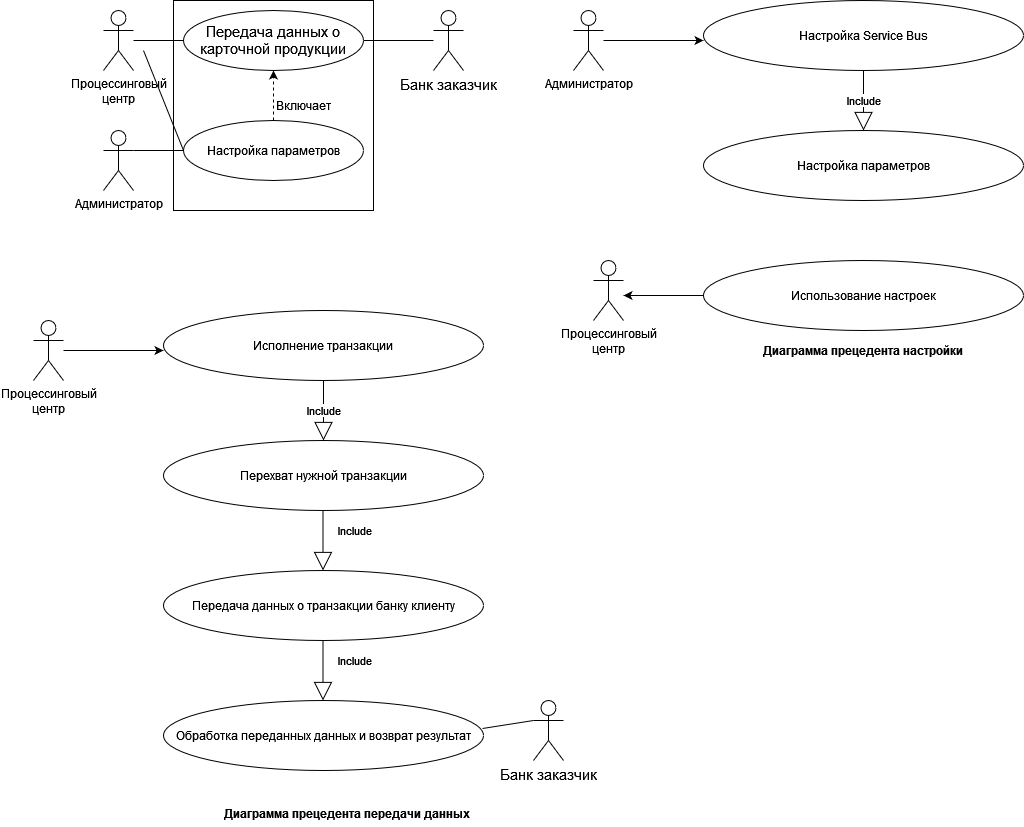 Передача данных о
карточной продукции
Процессинговый
центр
Банк заказчик
Включает
Настройка параметров
Администратор
Настройка Service Bus
Администратор
Include
Настройка параметров
Использование настроек
Процессинговый
центр
Диаграмма прецедента настройки
Исполнение транзакции
Процессинговый
центр
Include
Перехват нужной транзакции
Include
Передача данных о транзакции банку клиенту
Include
Обработка переданных данных и возврат результат
Банк заказчик
Диаграмма прецедента передачи данных